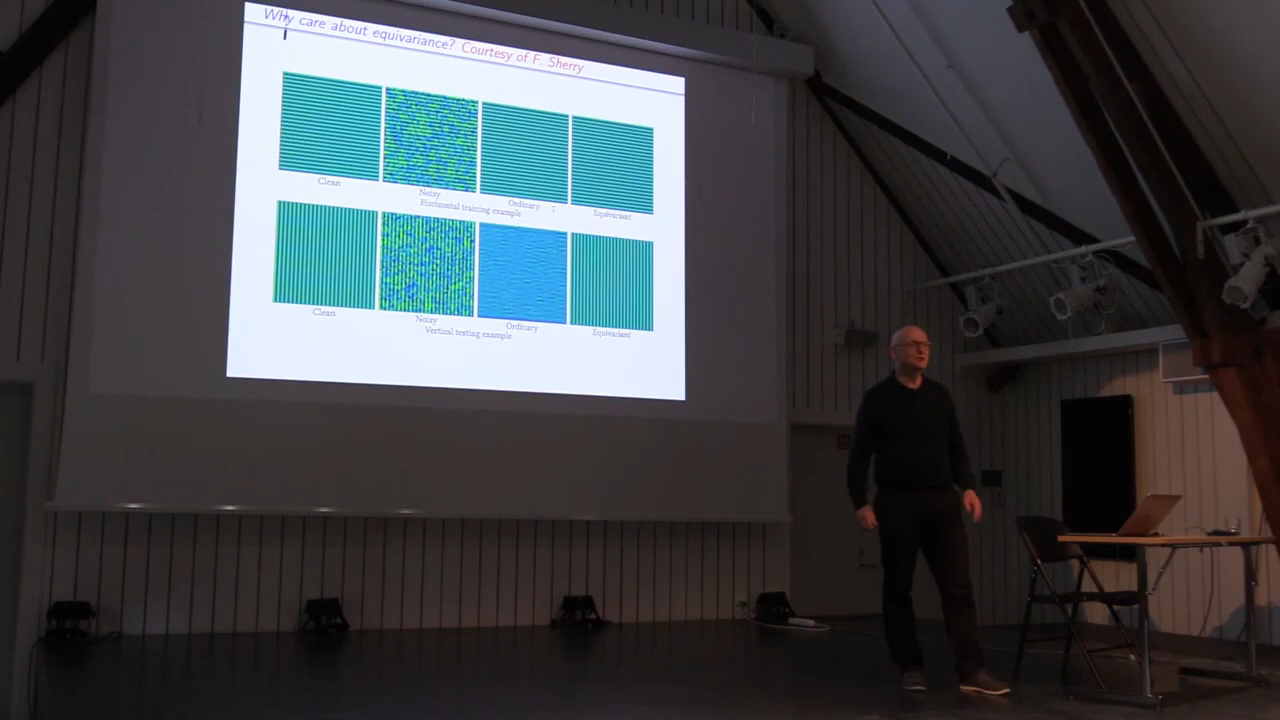 Why care about equivariance? Courtesy of F. Sherry
Clean
Noisy
Ordinary
Equivariant
Horizontal training example
Clean
Noisy
Ordinary
Equivariant
Vertical testing example